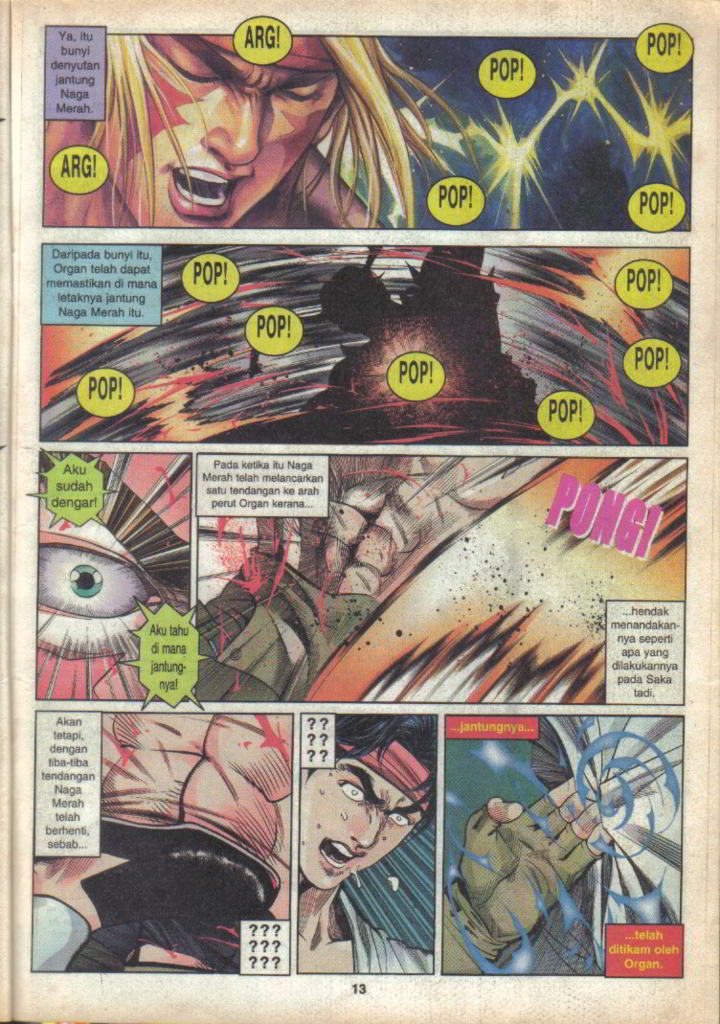 Ya, itu
bunyi
denyutan
jantung
Naga
Merah.
ARG!
POP!
POP!
ARG!
POP!
POP!
Daripada bunyi itu,
Organ telah dapat
memastikan di mana
letaknya jantung
Naga Merah itu.
POP!
POP!
POP!
POP!
POP!
POP!
POP!
Aku
sudah
dengar!
Aku tahu
di mana
jantung-
nya!
Pada ketika itu Naga
Merah telah melancarkan
satu tendangan ke arah
perut Organ kerana...
PONG!
...hendak
menandakan-
nya seperti
apa yang
dilakukannya
pada Saka
tadi.
Akan
tetapi,
dengan
tiba-tiba
tendangan
Naga
Merah
telah
berhenti,
sebab...
???
???
???
??
??
??
...jantungnya...
...telah
ditikam oleh
Organ.
13